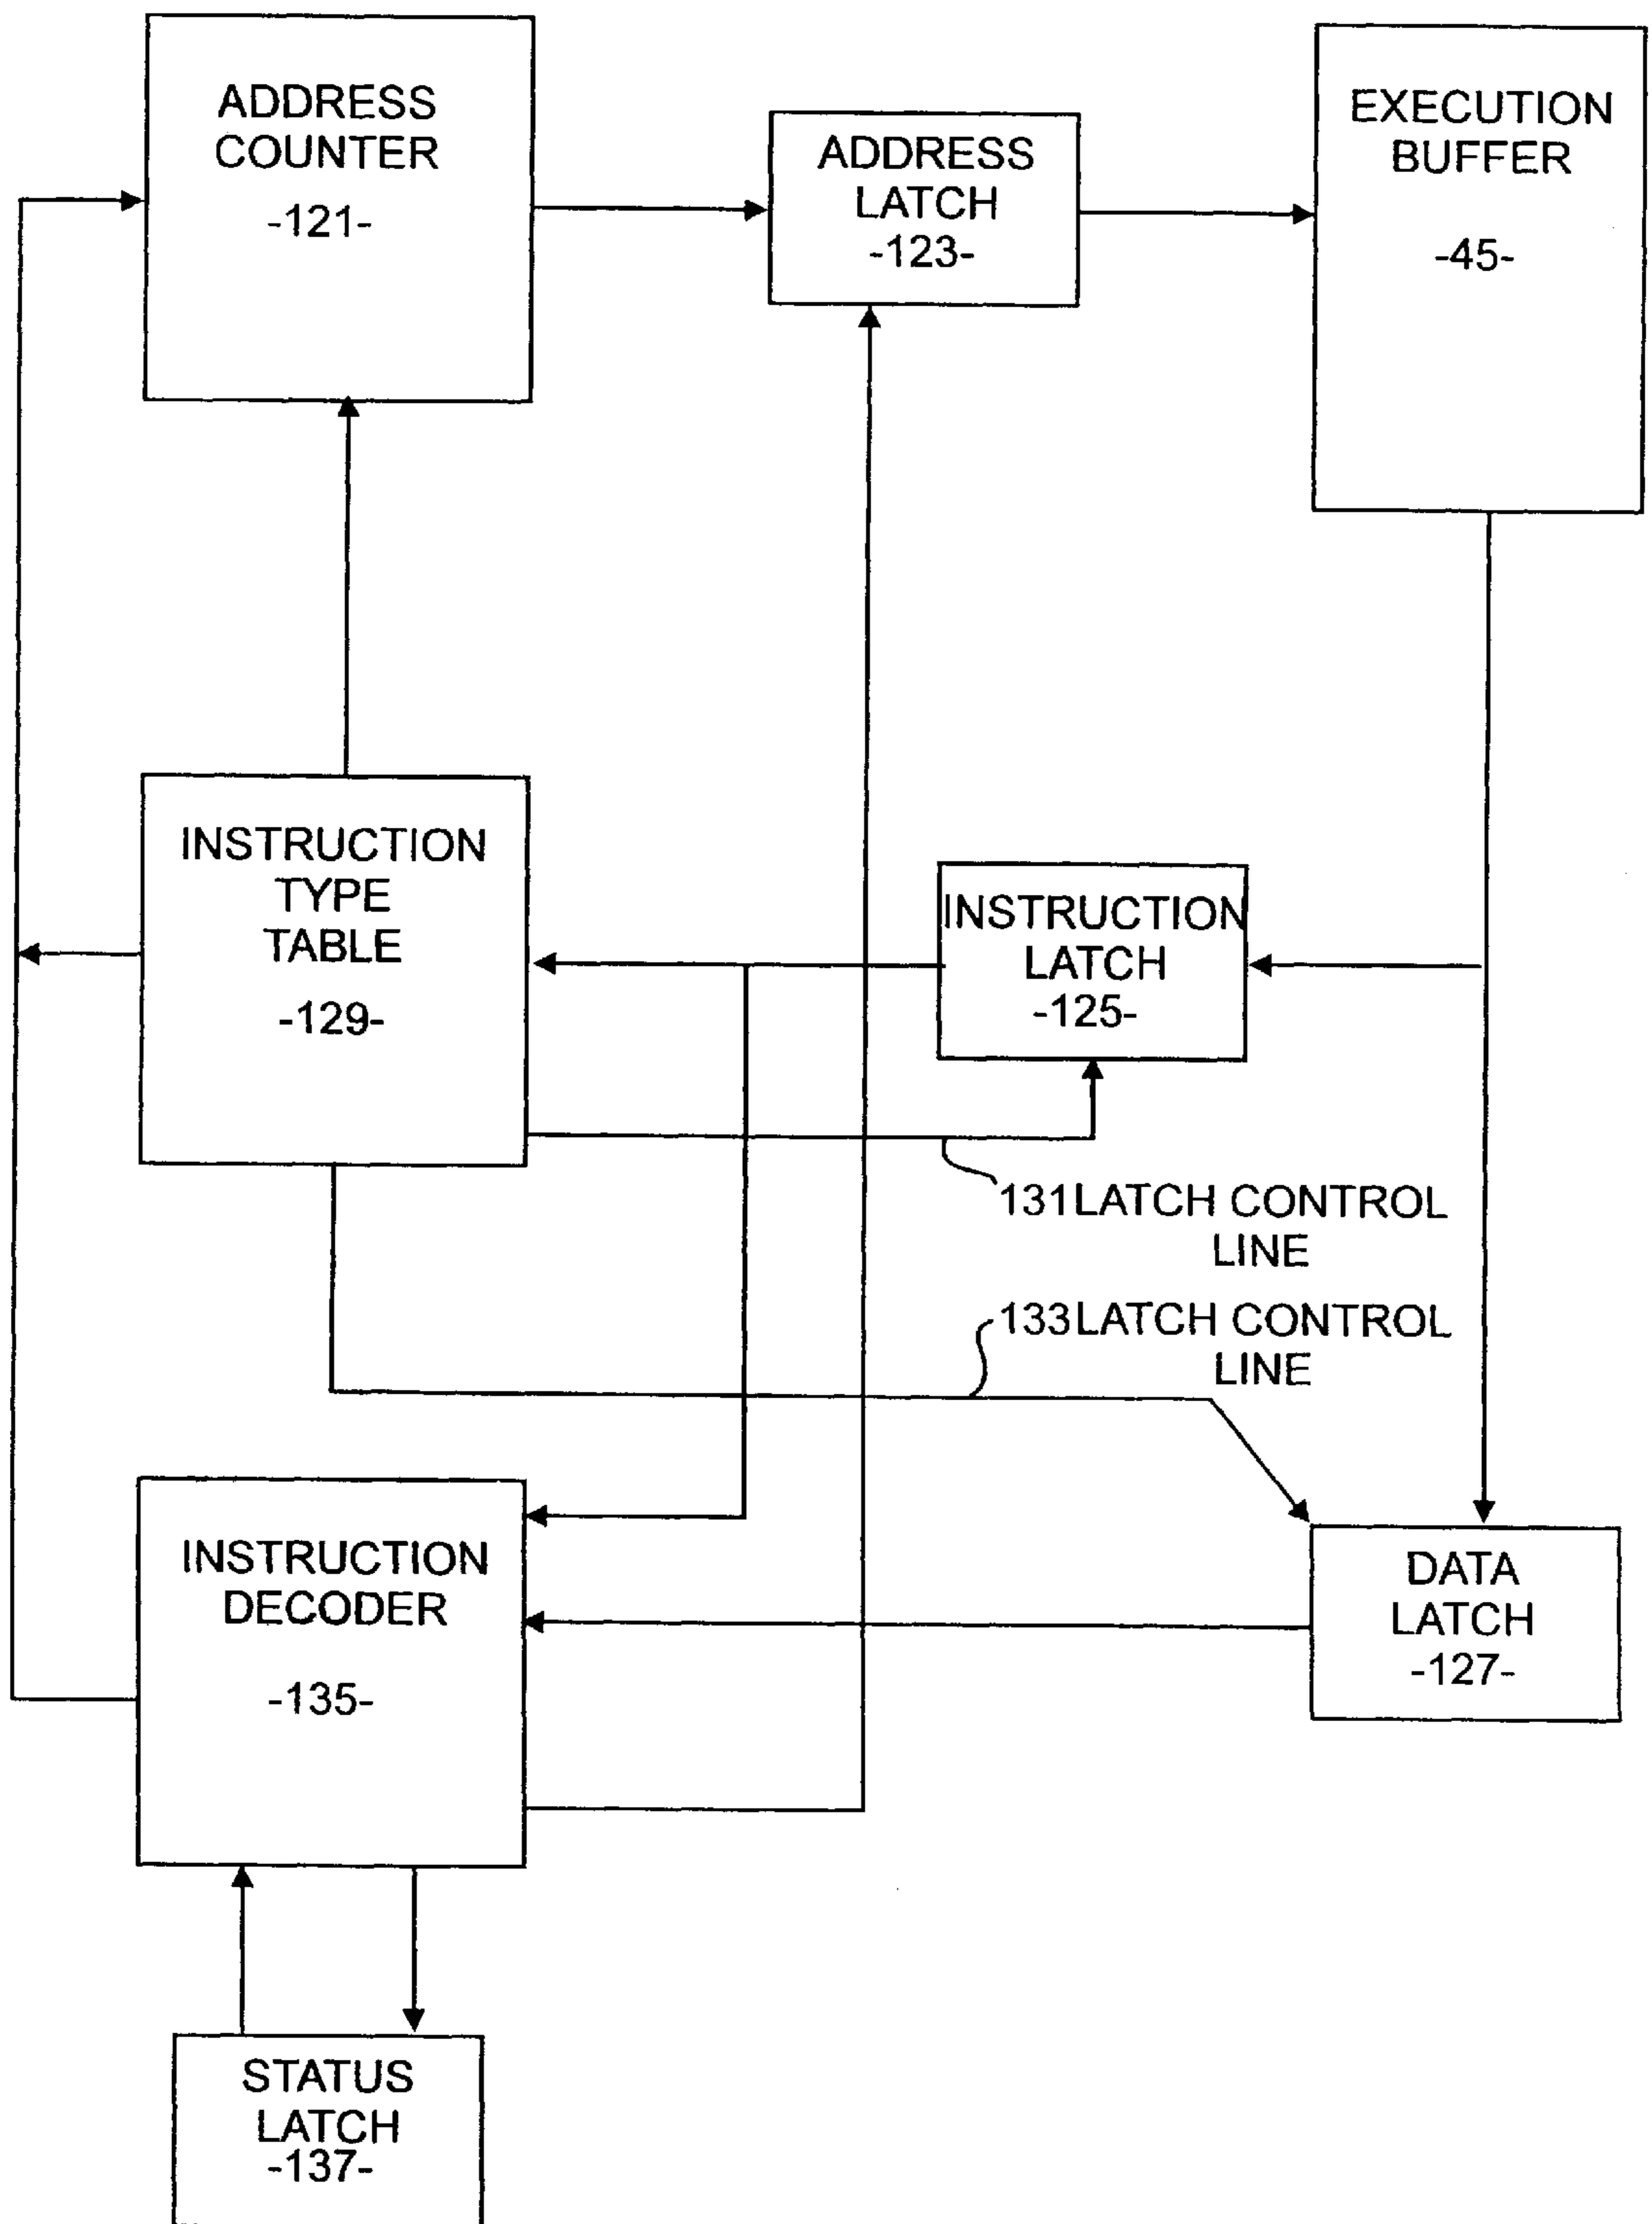 ADDRESS
COUNTER
-121-
ADDRESS
LATCH
-123-
EXECUTION
BUFFER
-45-
INSTRUCTION
TYPE
TABLE
-129-
INSTRUCTION
LATCH
-125-
131 LATCH CONTROL
LINE
133 LATCH CONTROL
LINE
INSTRUCTION
DECODER
-135-
DATA
LATCH
-127-
STATUS
LATCH
-137-